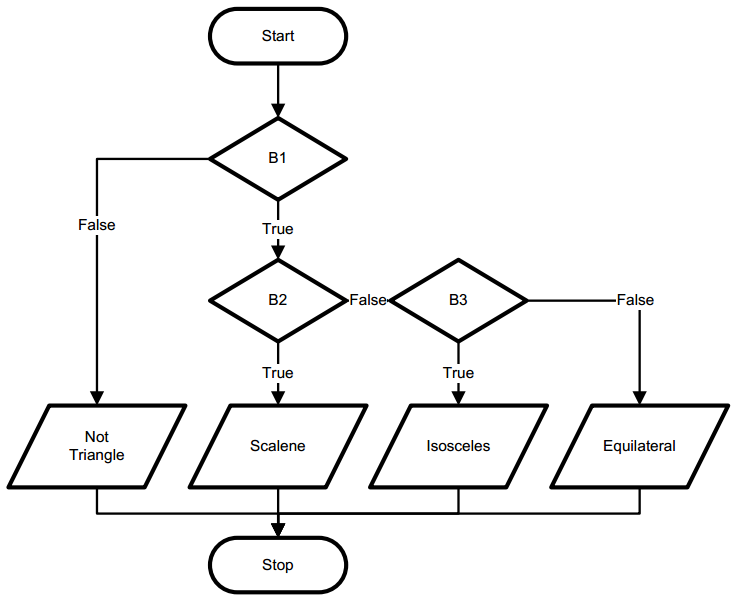 Start
B1
False
True
B2
False
B3
False
True
True
Not
Triangle
Scalene
Isosceles
Equilateral
Stop